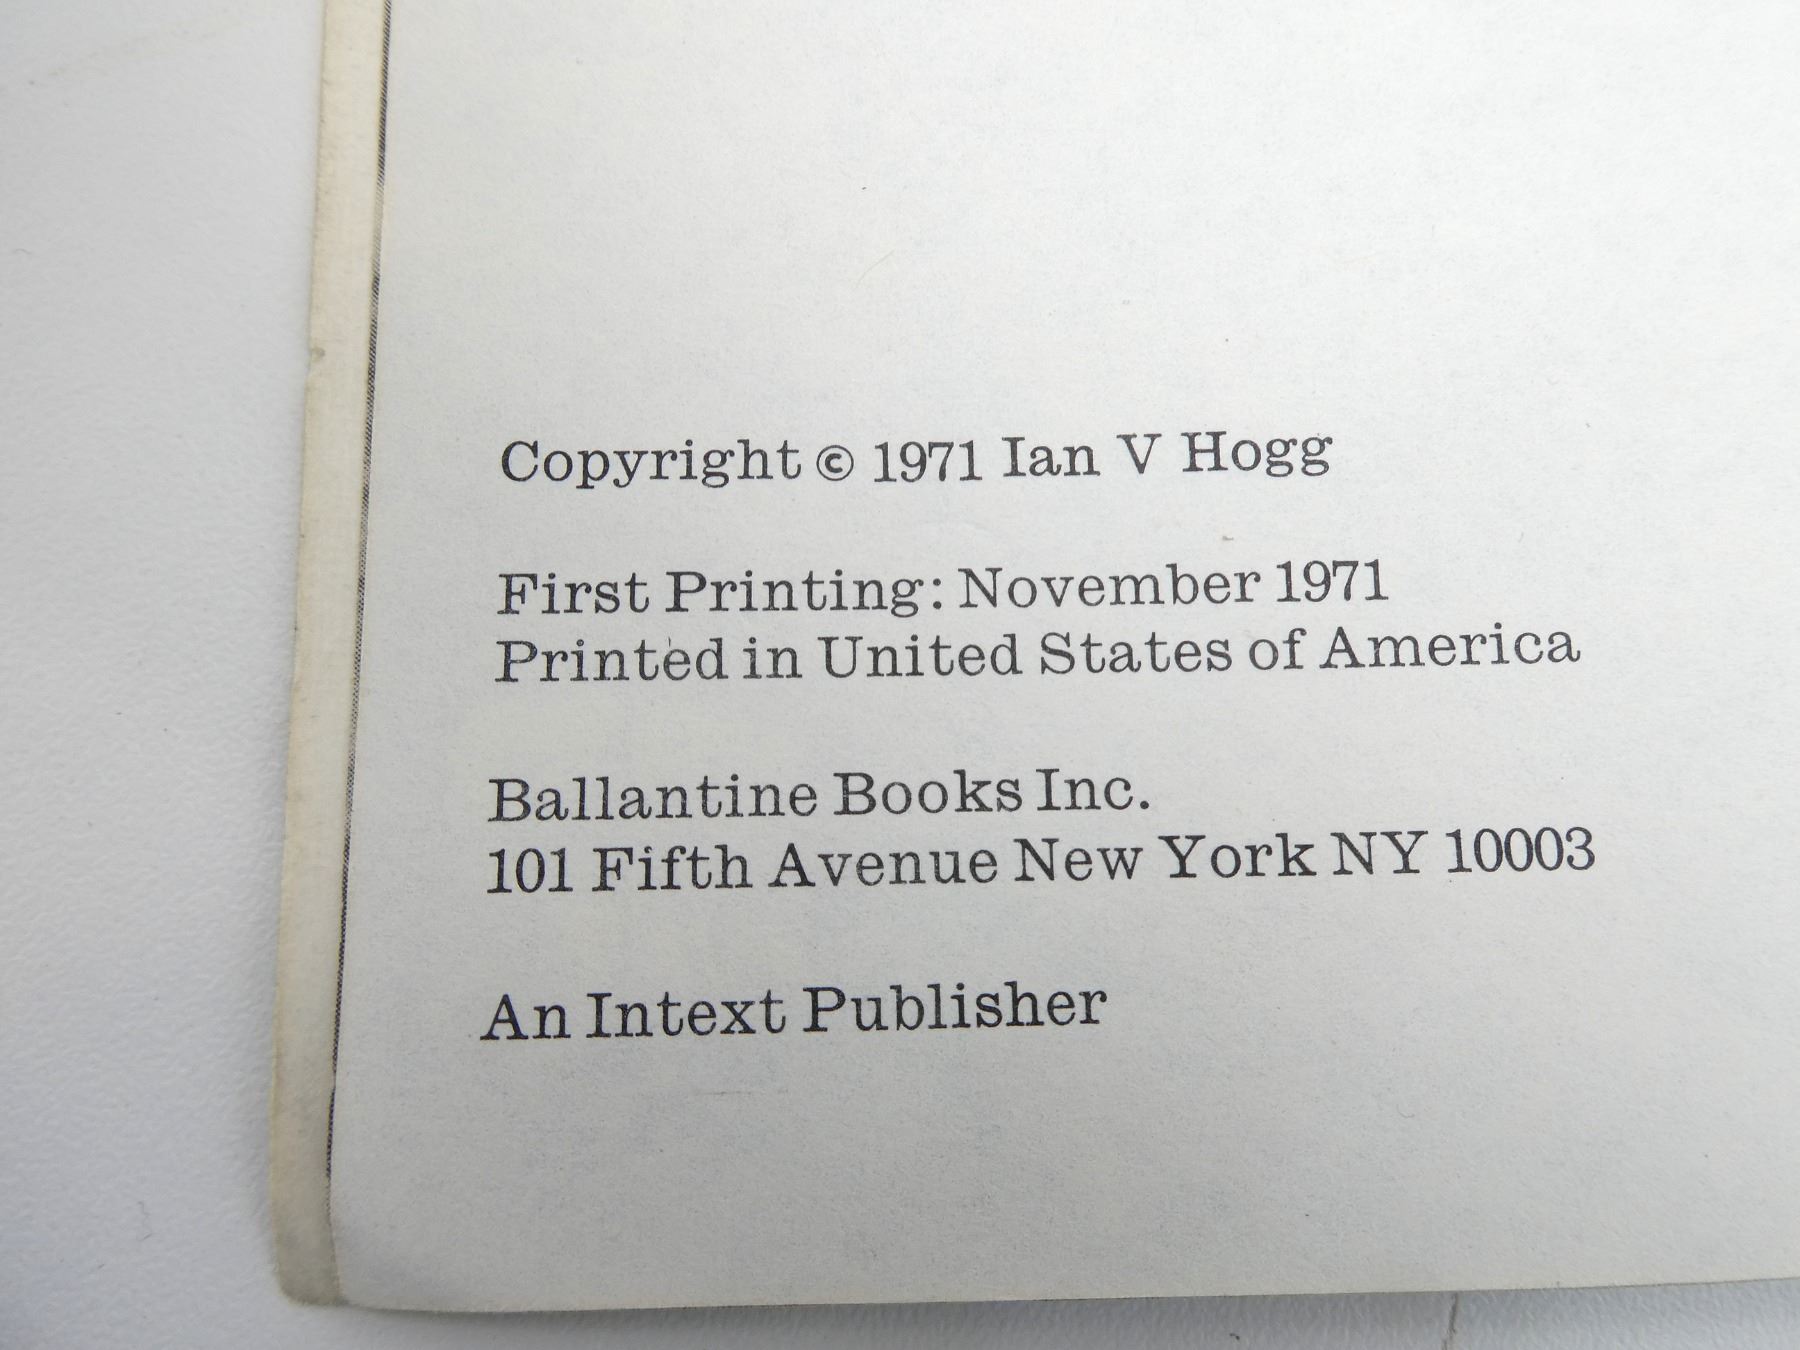 Copyright © 1971 Ian V Hogg
First Printing: November 1971
Printed in United States of America
Ballantine Books Inc.
101 Fifth Avenue New York NY 10003
An Intext Publisher